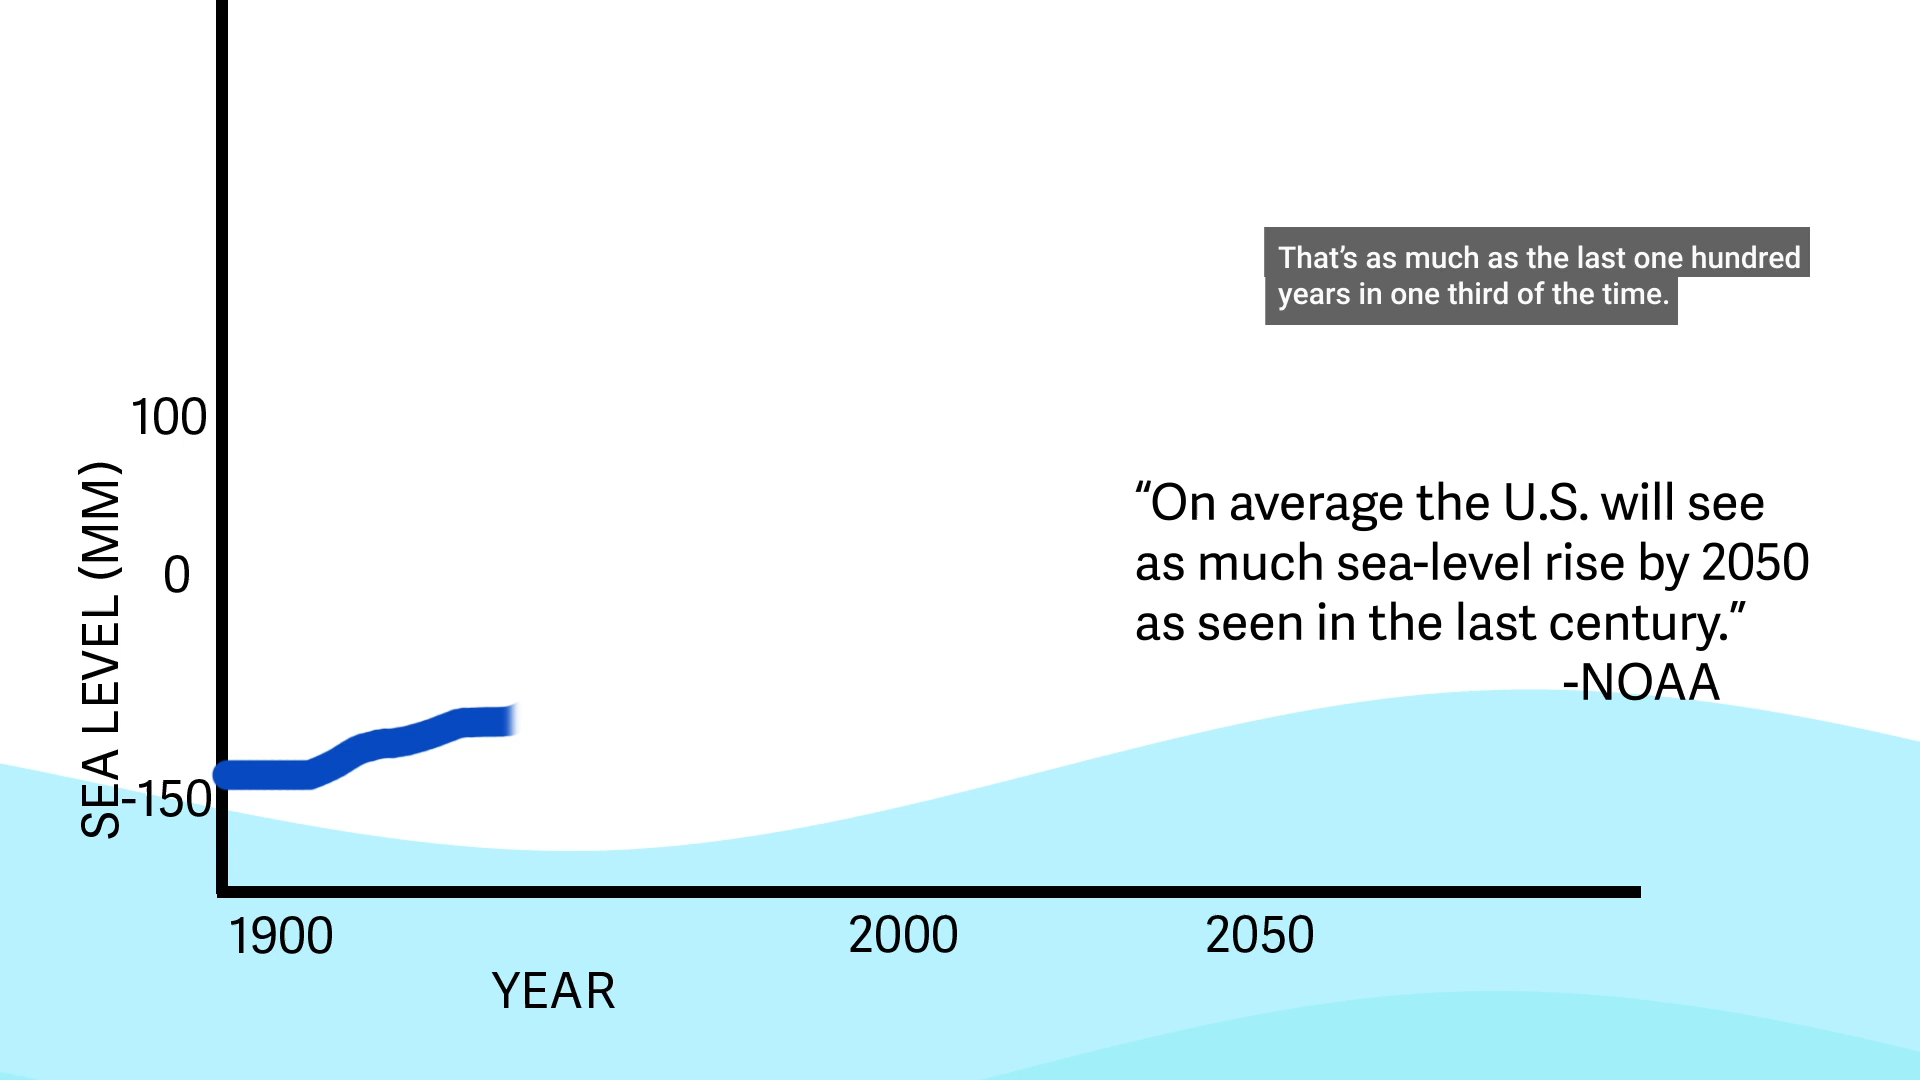 That’s as much as the last one hundred
years in one third of the time.
100
0
-150
SEA LEVEL (MM)
“On average the U.S. will see
as much sea-level rise by 2050
as seen in the last century.”
-NOAA
1900
2000
2050
YEAR